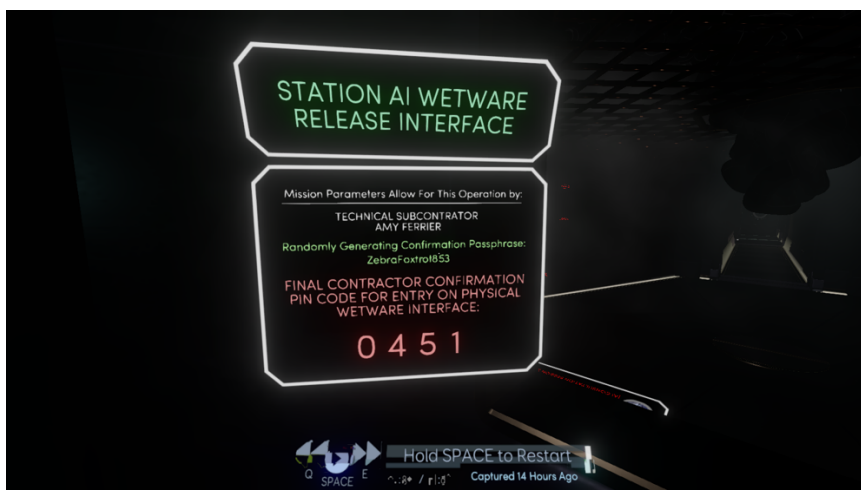 STATION AI WETWARE
RELEASE INTERFACE
Mission Parameters Allow For This Operation by:
TECHNICAL SUBCONTRATOR
AMY FERRIER
Randomly Generating Confirmation Passphrase:
ZebraFoxtrot853
FINAL CONTRACTOR CONFIRMATION
PIN CODE FOR ENTRY ON PHYSICAL
WETWARE INTERFACE:
0451
Hold SPACE to Restart
Q SPACE E
Captured 14 Hours Ago